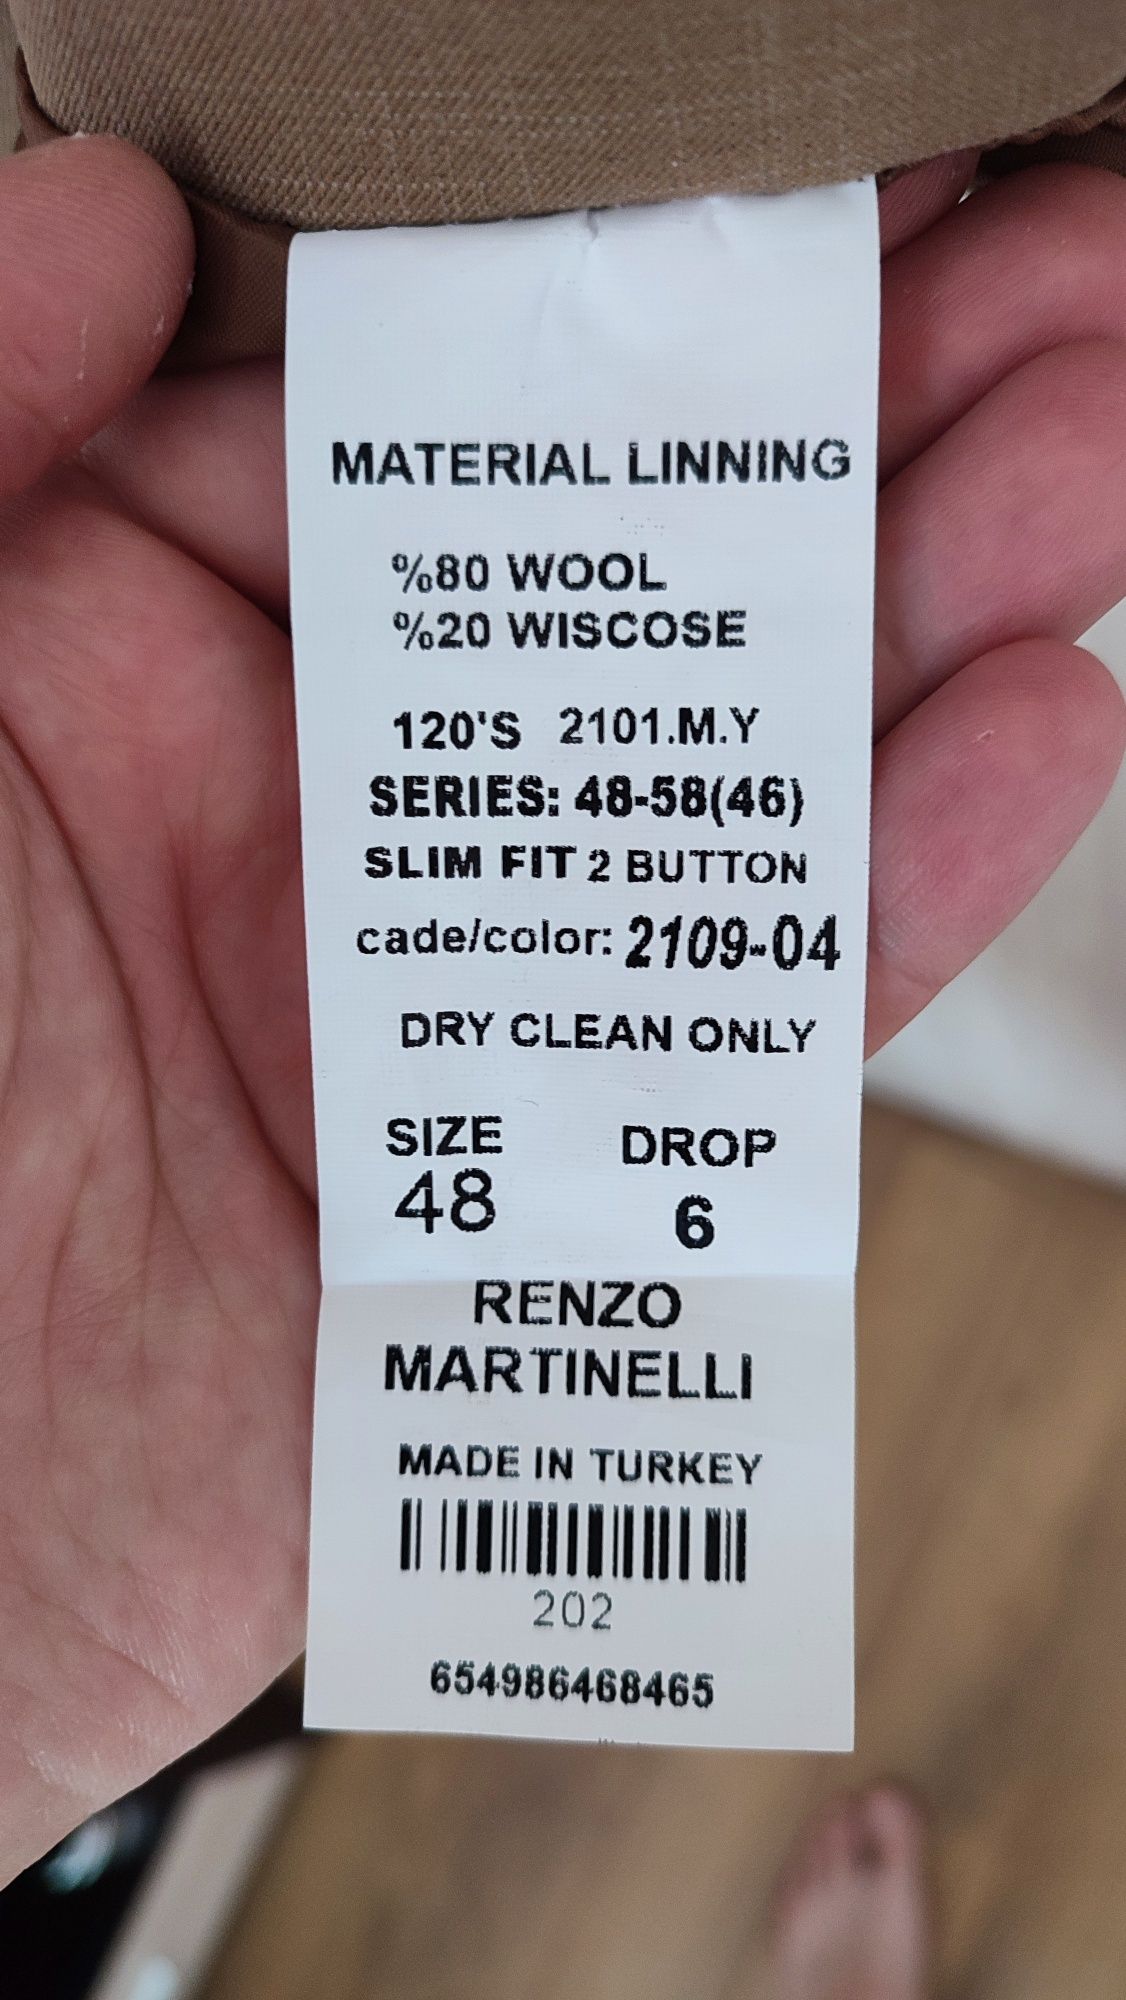 MATERIAL LINNING
%80 WOOL
%20 WISCOSE
120'S 2101.M.Y
SERIES: 48-58(46)
SLIM FIT 2 BUTTON
cade/color: 2109-04
DRY CLEAN ONLY
SIZE DROP
48 6
RENZO
MARTINELLI
MADE IN TURKEY
202
654986468465